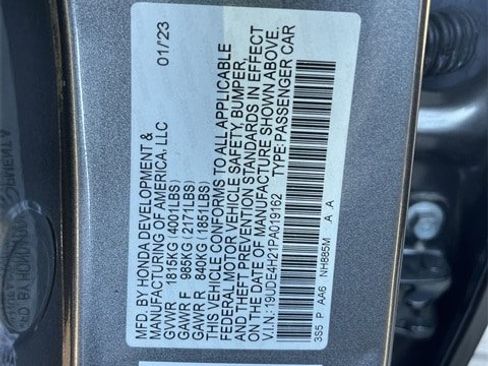 MFD. BY HONDA DEVELOPMENT &
MANUFACTURING OF AMERICA, LLC 01/23
GVWR 1815KG (4001LBS)
GAWR F 985KG (2171LBS)
GAWR R 840KG (1851LBS)
THIS VEHICLE CONFORMS TO ALL APPLICABLE
FEDERAL MOTOR VEHICLE SAFETY, BUMPER,
AND THEFT PREVENTION STANDARDS IN EFFECT
ON THE DATE OF MANUFACTURE SHOWN ABOVE.
V.I.N.: 19UDE4H21PA019162 TYPE: PASSENGER CAR
3S5 P AA6 NH885M A A